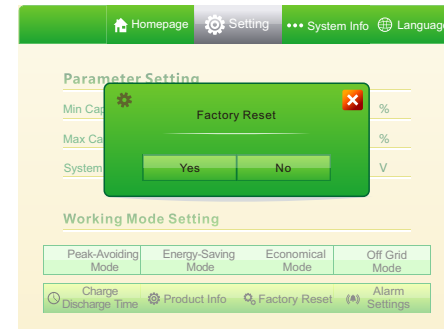 Homepage Setting System Info Language
Parameter Setting
Min Cap %
Max Ca %
System V
Factory Reset
Yes No
Working Mode Setting
Peak-Avoiding Mode
Energy-Saving Mode
Economical Mode
Off Grid Mode
Charge Discharge Time
Product Info
Factory Reset
Alarm Settings